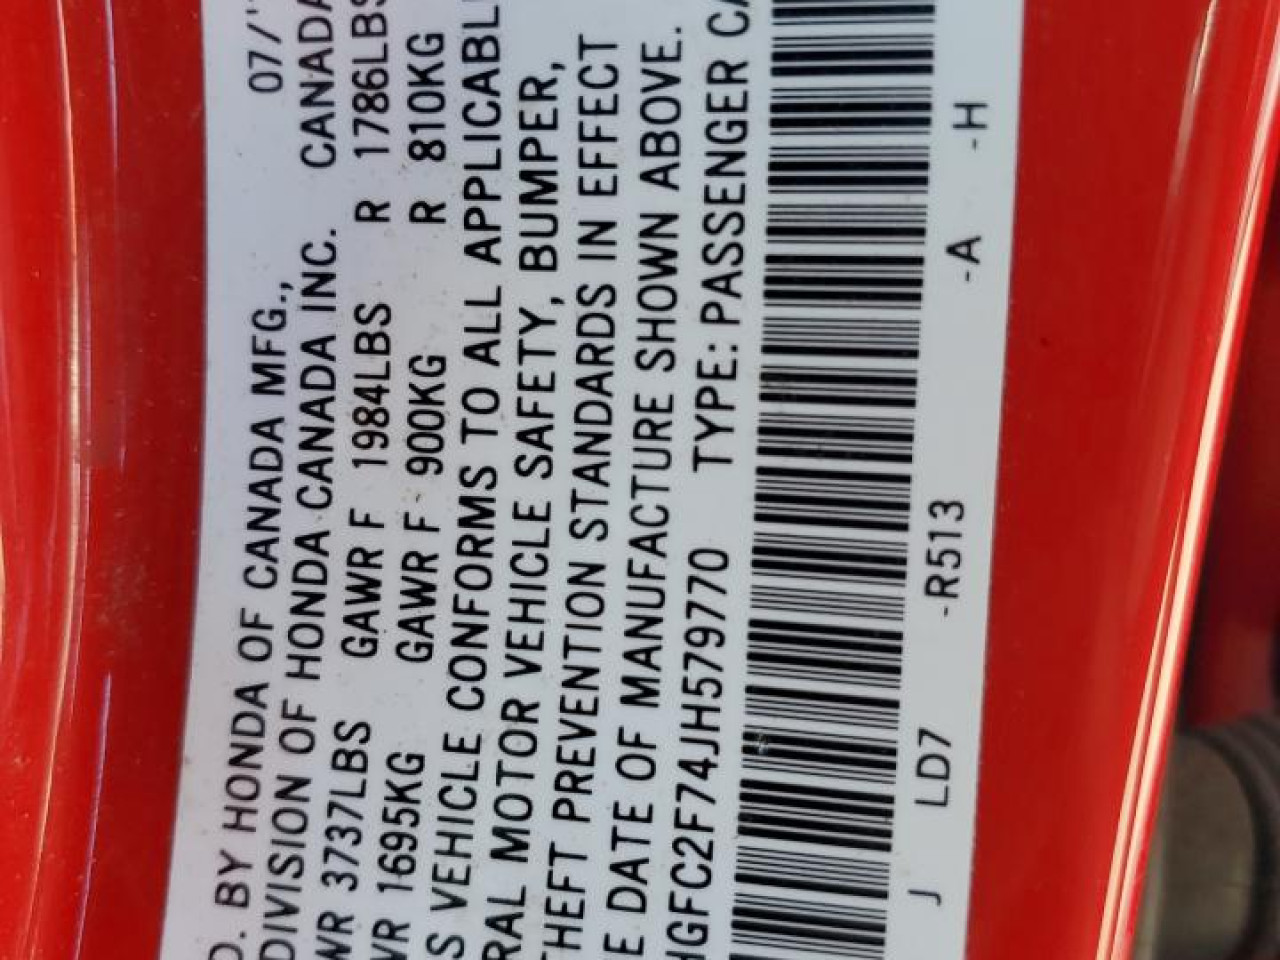 D. BY HONDA OF CANADA MFG., 07/
DIVISION OF HONDA CANADA INC. CANADA
WR 3737LBS GAWR F 1984LBS R 1786LBS
VR 1695KG GAWR F 900KG R 810KG
S VEHICLE CONFORMS TO ALL APPLICABL
RAL MOTOR VEHICLE SAFETY, BUMPER,
THEFT PREVENTION STANDARDS IN EFFECT
E DATE OF MANUFACTURE SHOWN ABOVE.
HGFC2F74JH579770 TYPE: PASSENGER CA
J LD7 -R513 -A -H